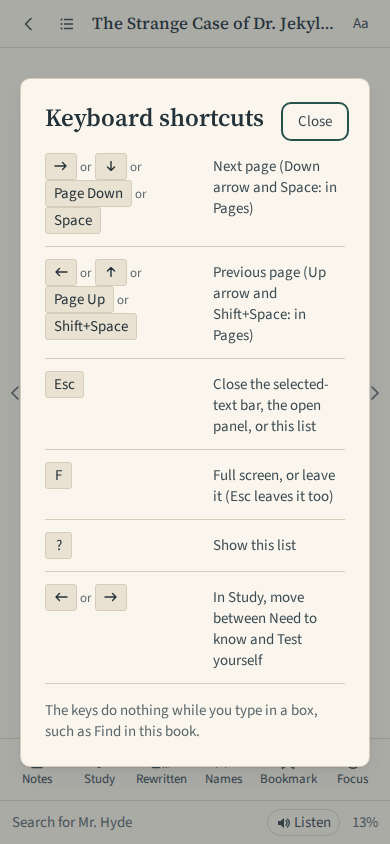 The Strange Case of Dr. Jekyl... Aa
Keyboard shortcuts Close
→ or ↓ or
Page Down or
Space
Next page (Down
arrow and Space: in
Pages)
← or ↑ or
Page Up or
Shift+Space
Previous page (Up
arrow and
Shift+Space: in
Pages)
Esc
Close the selected-
text bar, the open
panel, or this list
F
Full screen, or leave
it (Esc leaves it too)
?
Show this list
← or →
In Study, move
between Need to
know and Test
yourself
The keys do nothing while you type in a box,
such as Find in this book.
Notes Study Rewritten Names Bookmark Focus
Search for Mr. Hyde Listen 13%